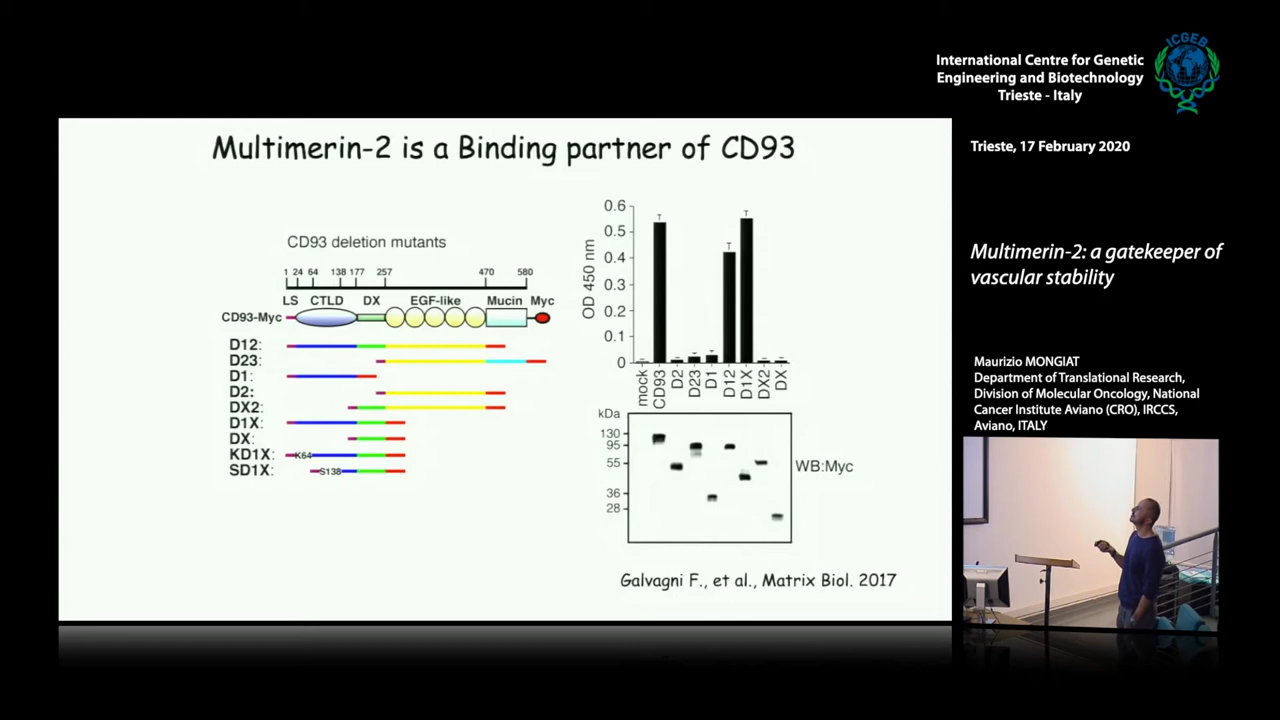 ICGEB
International Centre for Genetic
Engineering and Biotechnology
Trieste - Italy
Trieste, 17 February 2020
Multimerin-2: a gatekeeper of
vascular stability
Maurizio MONGIAT
Department of Translational Research,
Division of Molecular Oncology, National
Cancer Institute Aviano (CRO), IRCCS,
Aviano, ITALY
Multimerin-2 is a Binding partner of CD93
CD93 deletion mutants
1 24 64 138 177 257 470 580
LS CTLD DX EGF-like Mucin Myc
CD93-Myc
D12:
D23:
D1:
D2:
DX2:
D1X:
DX:
KD1X: K64
SD1X: S138
OD 450 nm
0.6
0.5
0.4
0.3
0.2
0.1
0
mock CD93 D2 D23 D1 D12 D1X DX2 DX
kDa
130
95
55
36
28
WB:Myc
Galvagni F., et al., Matrix Biol. 2017